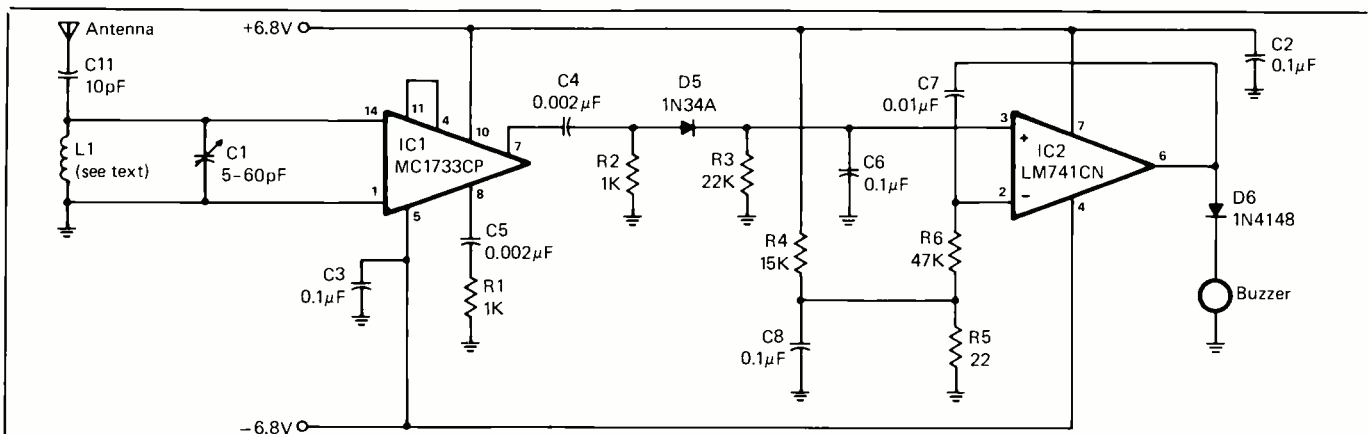 Antenna
C11
10pF
L1
(see text)
C1
5-60pF
+6.8V
14
11
4
10
IC1
MC1733CP
7
1
8
5
C3
0.1µF
C5
0.002µF
R1
1K
C4
0.002µF
R2
1K
D5
1N34A
R3
22K
C6
0.1µF
R4
15K
C8
0.1µF
C7
0.01µF
R6
47K
R5
22
3
+
IC2
LM741CN
2
−
7
6
4
C2
0.1µF
D6
1N4148
Buzzer
−6.8V